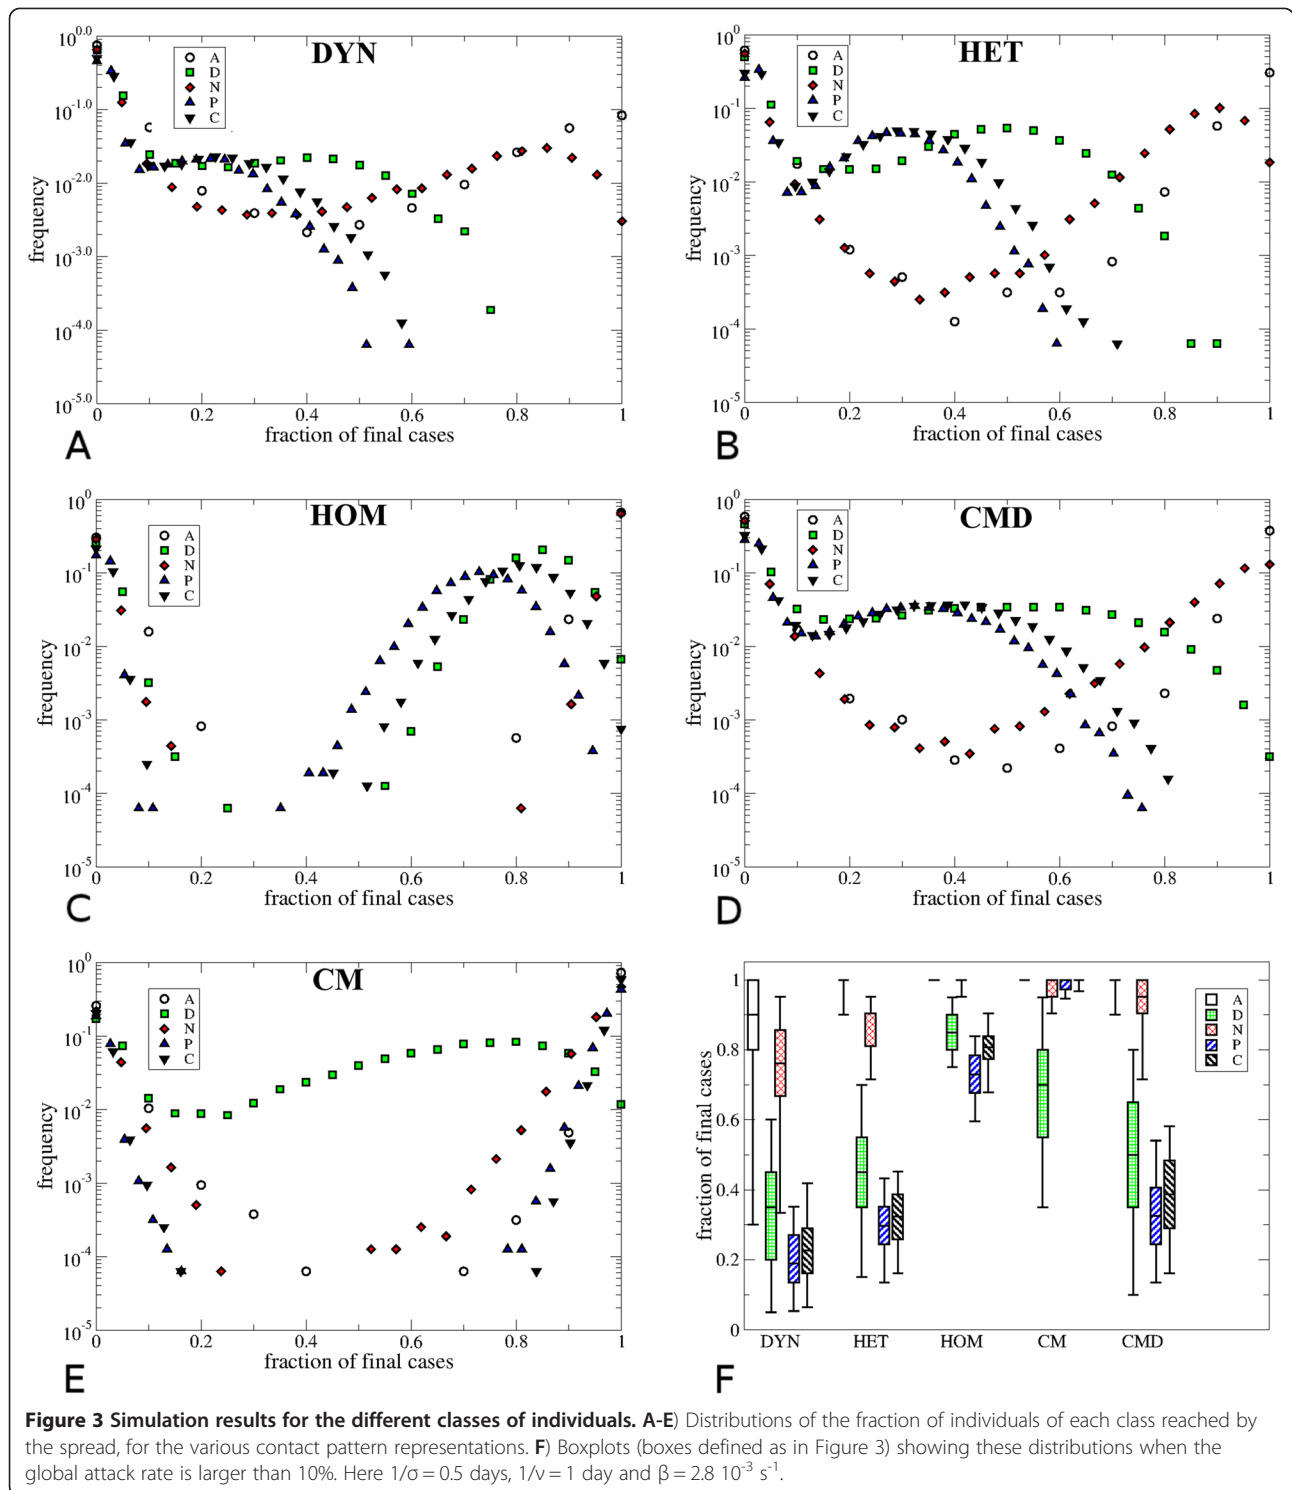 DYN
A
D
N
P
C
10^0.0
10^-1.0
10^-2.0
10^-3.0
10^-4.0
10^-5.0
frequency
0 0.2 0.4 0.6 0.8 1
fraction of final cases
A
HET
A
D
N
P
C
10^0
10^-1
10^-2
10^-3
10^-4
10^-5
frequency
0 0.2 0.4 0.6 0.8 1
fraction of final cases
B
HOM
A
D
N
P
C
10^0
10^-1
10^-2
10^-3
10^-4
10^-5
frequency
0 0.2 0.4 0.6 0.8 1
fraction of final cases
C
CMD
A
D
N
P
C
10^0
10^-1
10^-2
10^-3
10^-4
10^-5
frequency
0 0.2 0.4 0.6 0.8 1
fraction of final cases
D
CM
A
D
N
P
C
10^0
10^-1
10^-2
10^-3
10^-4
10^-5
frequency
0 0.2 0.4 0.6 0.8 1
fraction of final cases
E
A
D
N
P
C
1
0.8
0.6
0.4
0.2
0
fraction of final cases
DYN HET HOM CM CMD
F
Figure 3 Simulation results for the different classes of individuals. A-E) Distributions of the fraction of individuals of each class reached by
the spread, for the various contact pattern representations. F) Boxplots (boxes defined as in Figure 3) showing these distributions when the
global attack rate is larger than 10%. Here 1/σ = 0.5 days, 1/ν = 1 day and β = 2.8 10^-3 s^-1.